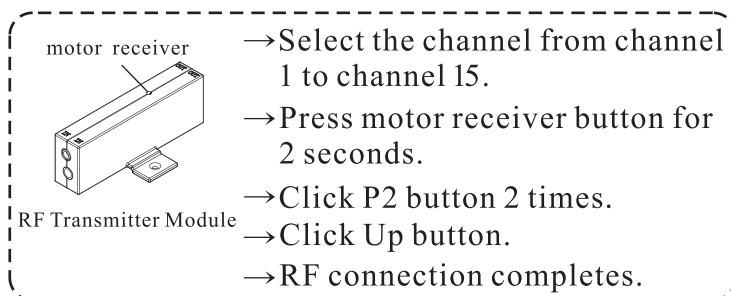 motor receiver
RF Transmitter Module
→Select the channel from channel
1 to channel 15.
→Press motor receiver button for
2 seconds.
→Click P2 button 2 times.
→Click Up button.
→RF connection completes.